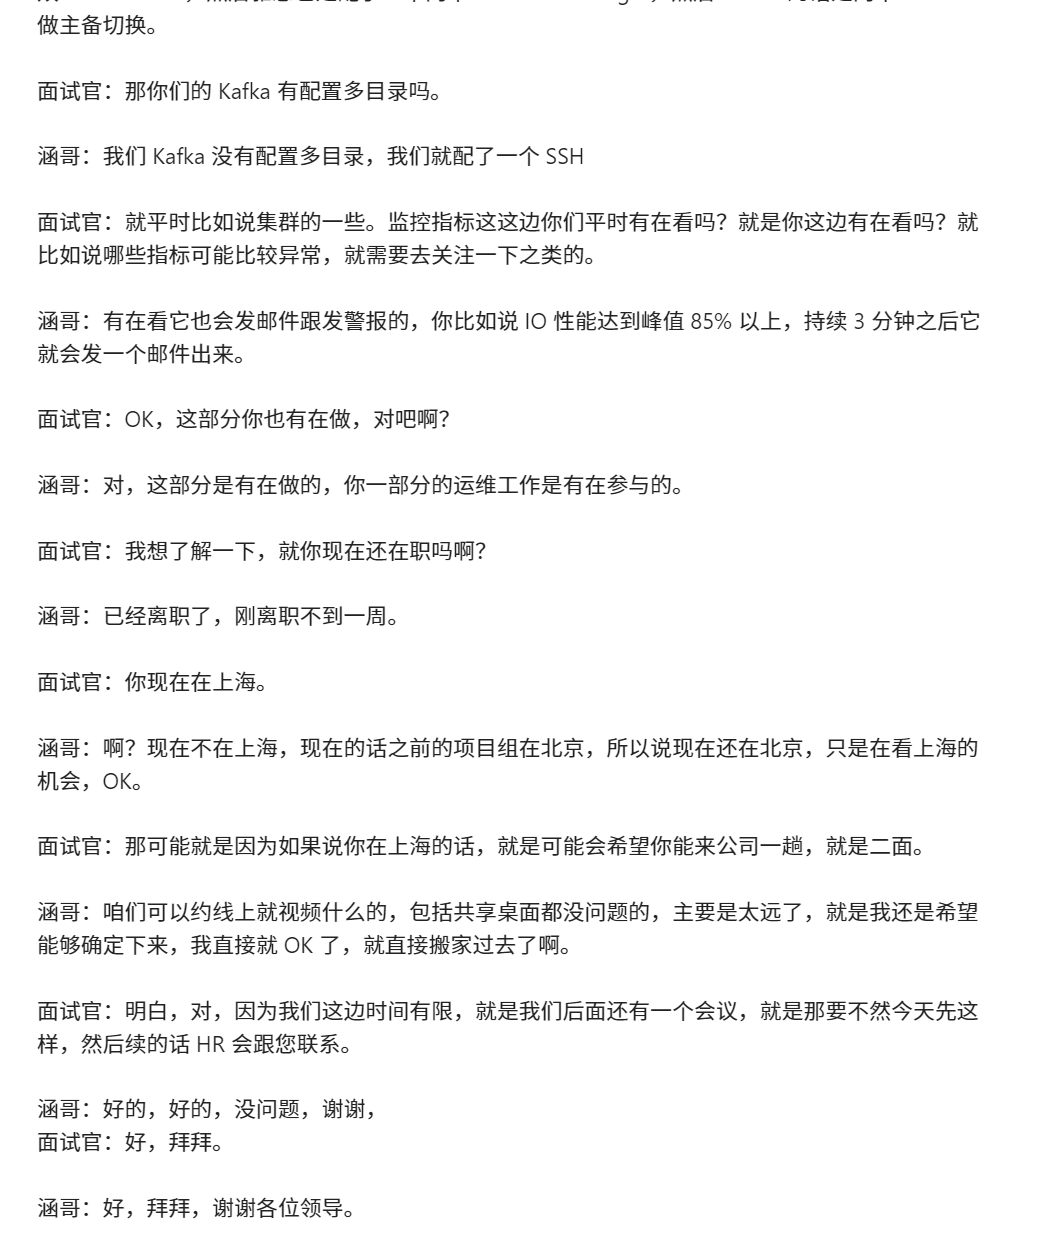 做主备切换。
面试官：那你们的 Kafka 有配置多目录吗。
涵哥：我们 Kafka 没有配置多目录，我们就配了一个 SSH
面试官：就平时比如说集群的一些。监控指标这这边你们平时有在看吗？就是你这边有在看吗？就
比如说哪些指标可能比较异常，就需要去关注一下之类的。
涵哥：有在看它也会发邮件跟发警报的，你比如说 IO 性能达到峰值 85% 以上，持续 3 分钟之后它
就会发一个邮件出来。
面试官：OK，这部分你也有在做，对吧啊？
涵哥：对，这部分是有在做的，你一部分的运维工作是有在参与的。
面试官：我想了解一下，就你现在还在职吗啊？
涵哥：已经离职了，刚离职不到一周。
面试官：你现在在上海。
涵哥：啊？现在不在上海，现在的话之前的项目组在北京，所以说现在还在北京，只是在看上海的
机会，OK。
面试官：那可能就是因为如果说你在上海的话，就是可能会希望你能来公司一趟，就是二面。
涵哥：咱们可以约线上就视频什么的，包括共享桌面都没问题的，主要是太远了，就是我还是希望
能够确定下来，我直接就 OK 了，就直接搬家过去了啊。
面试官：明白，对，因为我们这边时间有限，就是我们后面还有一个会议，就是那要不然今天先这
样，然后续的话 HR 会跟您联系。
涵哥：好的，好的，没问题，谢谢，
面试官：好，拜拜。
涵哥：好，拜拜，谢谢各位领导。